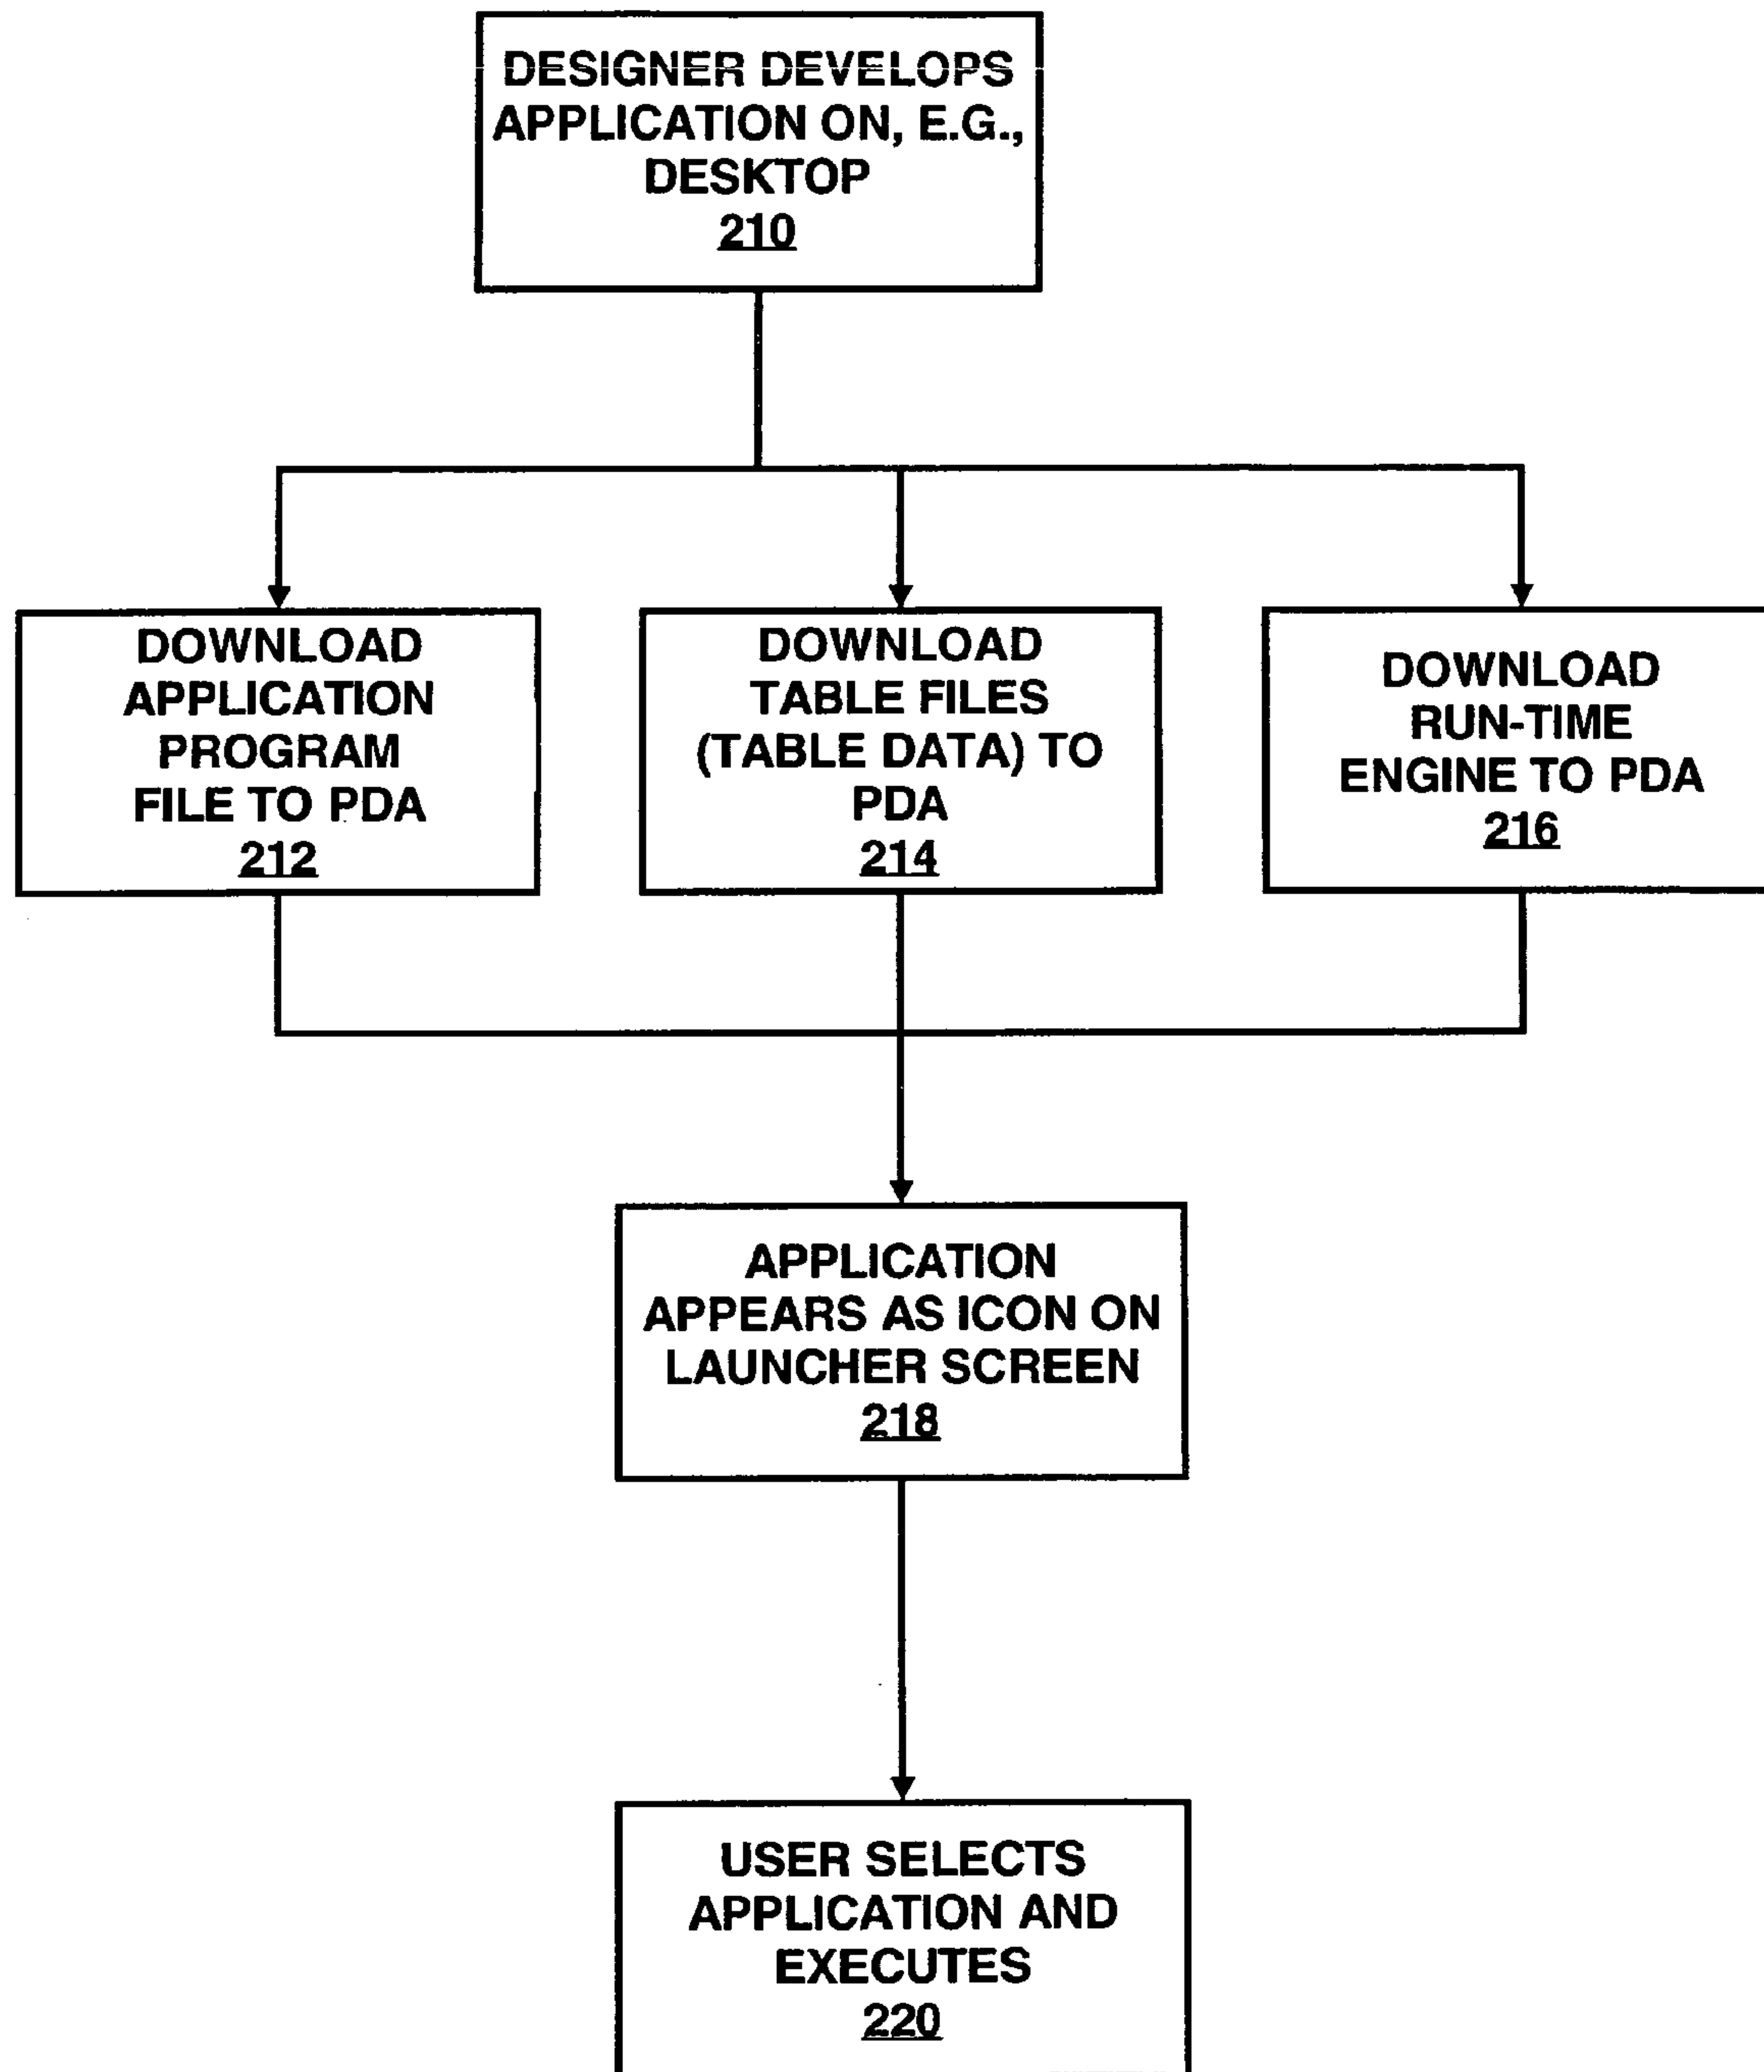 DESIGNER DEVELOPS
APPLICATION ON, E.G.,
DESKTOP
210
DOWNLOAD
APPLICATION
PROGRAM
FILE TO PDA
212
DOWNLOAD
TABLE FILES
(TABLE DATA) TO
PDA
214
DOWNLOAD
RUN-TIME
ENGINE TO PDA
216
APPLICATION
APPEARS AS ICON ON
LAUNCHER SCREEN
218
USER SELECTS
APPLICATION AND
EXECUTES
220